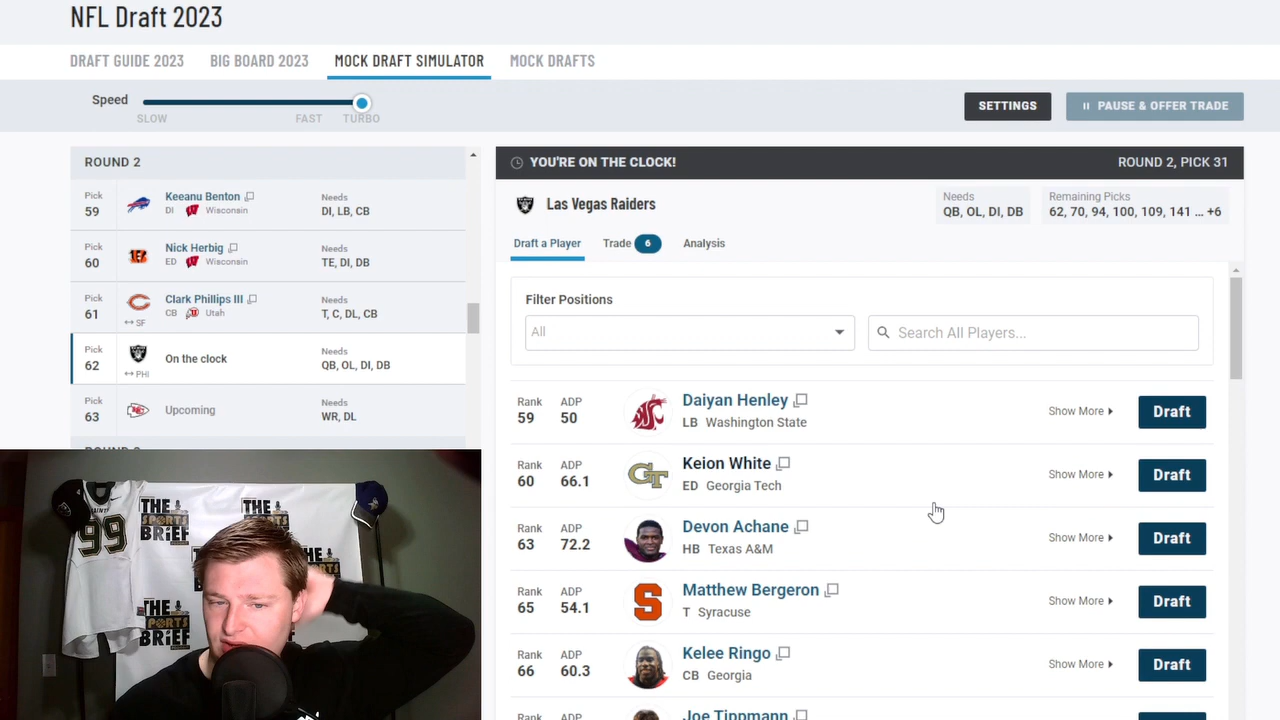 NFL Draft 2023
DRAFT GUIDE 2023 BIG BOARD 2023 MOCK DRAFT SIMULATOR MOCK DRAFTS
Speed
SLOW FAST TURBO
SETTINGS
PAUSE & OFFER TRADE
ROUND 2
Pick 59 Keeanu Benton Needs
DI Wisconsin DI, LB, CB
Pick 60 Nick Herbig Needs
ED Wisconsin TE, DI, DB
Pick 61 Clark Phillips III Needs
CB Utah T, C, DL, CB
↔ SF
Pick 62 On the clock Needs
QB, OL, DI, DB
↔ PHI
Pick 63 Upcoming Needs
WR, DL
YOU'RE ON THE CLOCK! ROUND 2, PICK 31
Las Vegas Raiders
Needs
QB, OL, DI, DB
Remaining Picks
62, 70, 94, 100, 109, 141 ... +6
Draft a Player Trade 6 Analysis
Filter Positions
All
Search All Players...
Rank ADP Daiyan Henley Show More Draft
59 50 LB Washington State
Rank ADP Keion White Show More Draft
60 66.1 ED Georgia Tech
Rank ADP Devon Achane Show More Draft
63 72.2 HB Texas A&M
Rank ADP Matthew Bergeron Show More Draft
65 54.1 T Syracuse
Rank ADP Kelee Ringo Show More Draft
66 60.3 CB Georgia
Joe Tippmann
99
THE
SPORTS
BRIEF
THE
SPORTS
THE
THE
SPORTS
BRIEF